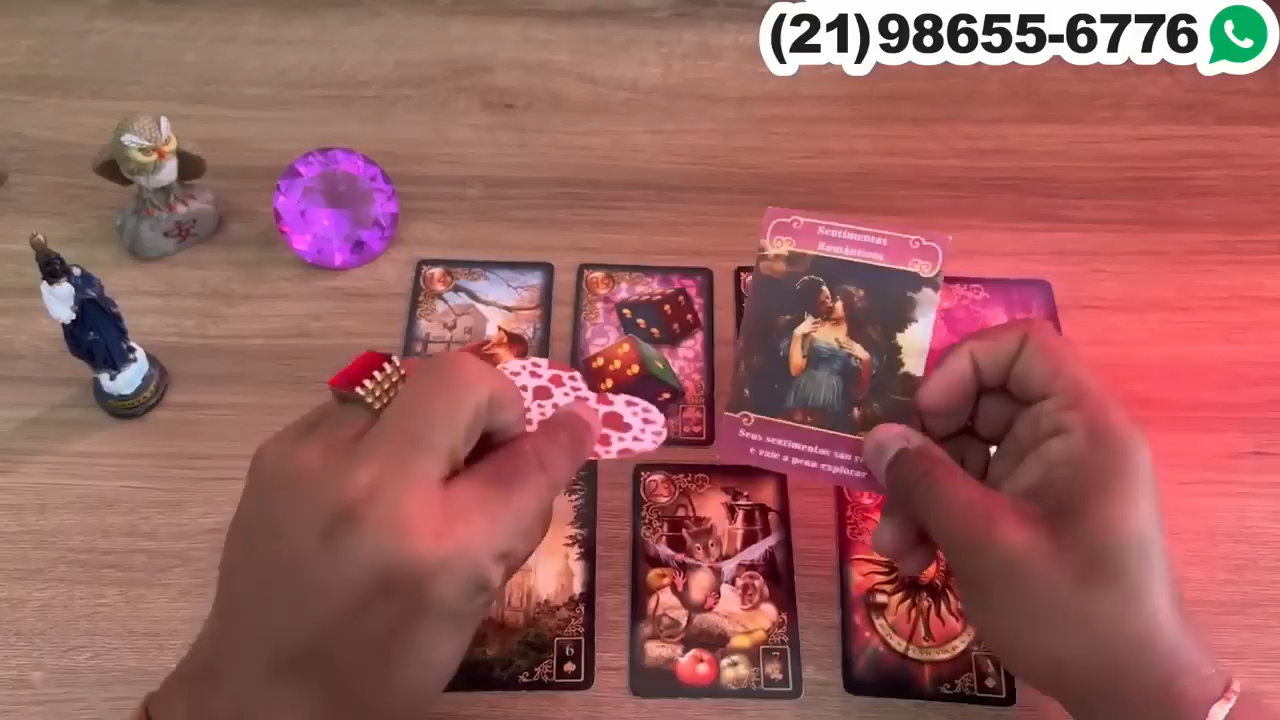 (21)98655-6776
Sentimentos
Românticos
Seus sentimentos são
e vale a pena explorar
6
7